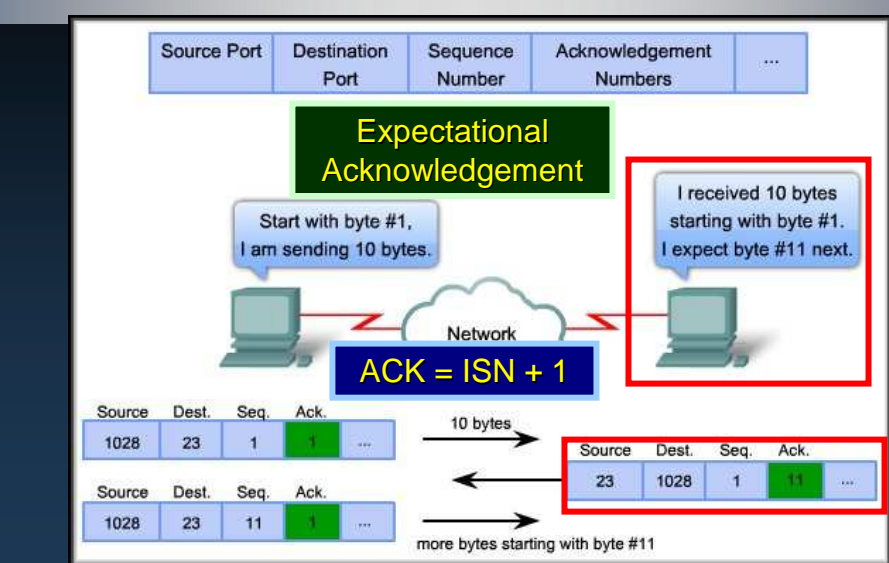 Source Port Destination Port Sequence Number Acknowledgement Numbers ...
Expectational
Acknowledgement
Start with byte #1,
I am sending 10 bytes.
I received 10 bytes
starting with byte #1.
I expect byte #11 next.
Network
ACK = ISN + 1
Source Dest. Seq. Ack.
1028 23 1 1 ...
10 bytes
Source Dest. Seq. Ack.
23 1028 1 11 ...
Source Dest. Seq. Ack.
1028 23 11 1 ...
more bytes starting with byte #11